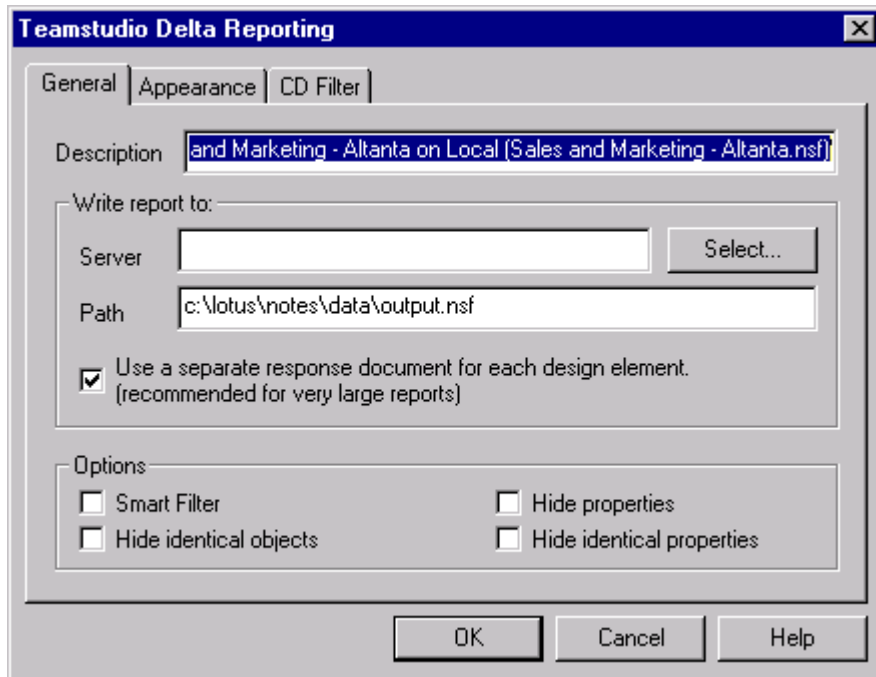 Teamstudio Delta Reporting
General Appearance CD Filter
Description and Marketing - Altanta on Local (Sales and Marketing - Altanta.nsf)
Write report to:
Server Select...
Path c:\lotus\notes\data\output.nsf
Use a separate response document for each design element.
(recommended for very large reports)
Options
Smart Filter Hide properties
Hide identical objects Hide identical properties
OK Cancel Help